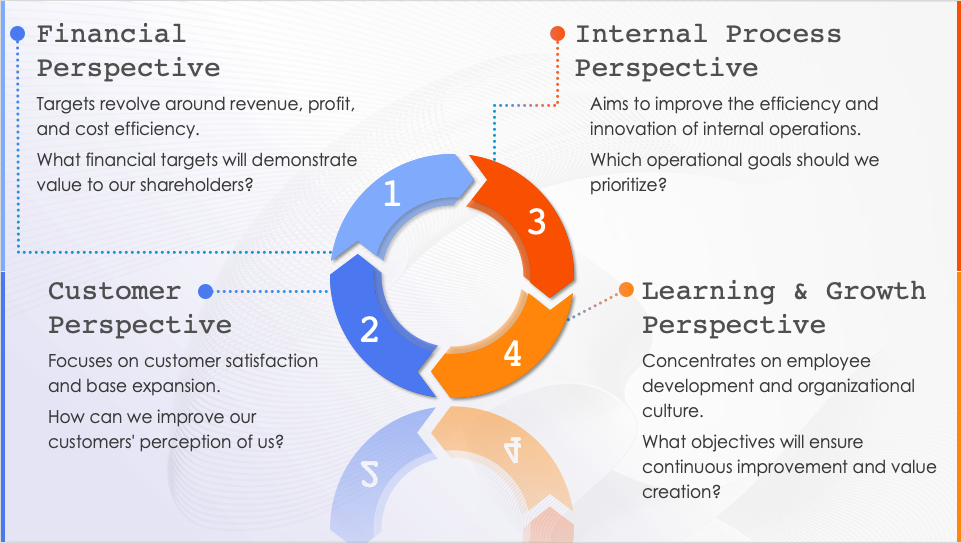 Financial
Perspective
Targets revolve around revenue, profit,
and cost efficiency.
What financial targets will demonstrate
value to our shareholders?
Internal Process
Perspective
Aims to improve the efficiency and
innovation of internal operations.
Which operational goals should we
prioritize?
1
3
2
4
Customer
Perspective
Focuses on customer satisfaction
and base expansion.
How can we improve our
customers' perception of us?
Learning & Growth
Perspective
Concentrates on employee
development and organizational
culture.
What objectives will ensure
continuous improvement and value
creation?